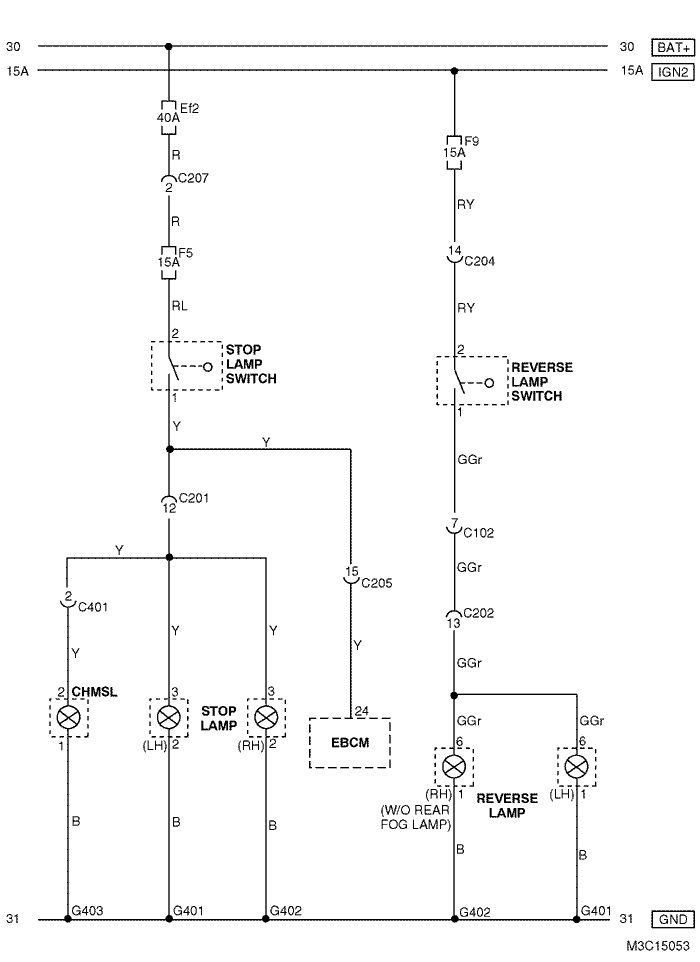 30
30
BAT+
15A
15A
IGN2
Ef2
40A
R
C207
2
R
F5
15A
RL
2
STOP
LAMP
SWITCH
1
Y
Y
C201
12
Y
2
C401
Y
Y
Y
15
C205
Y
2
CHMSL
1
3
STOP
LAMP
(LH)
2
3
(RH)
2
24
EBCM
B
B
B
F9
15A
RY
14
C204
RY
2
REVERSE
LAMP
SWITCH
1
GGr
7
C102
GGr
C202
13
GGr
GGr
GGr
6
6
(RH)
1
REVERSE
LAMP
(LH)
1
(W/O REAR
FOG LAMP)
B
B
31
G403
G401
G402
G402
G401
31
GND
M3C15053